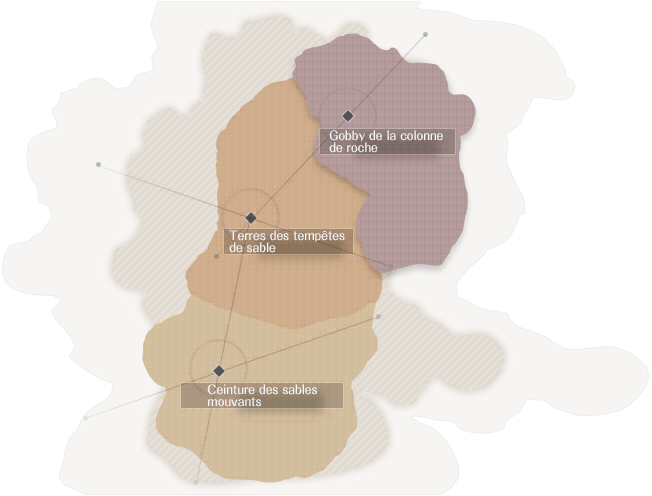 Gobby de la colonne
de roche
Terres des tempêtes
de sable
Ceinture des sables
mouvants